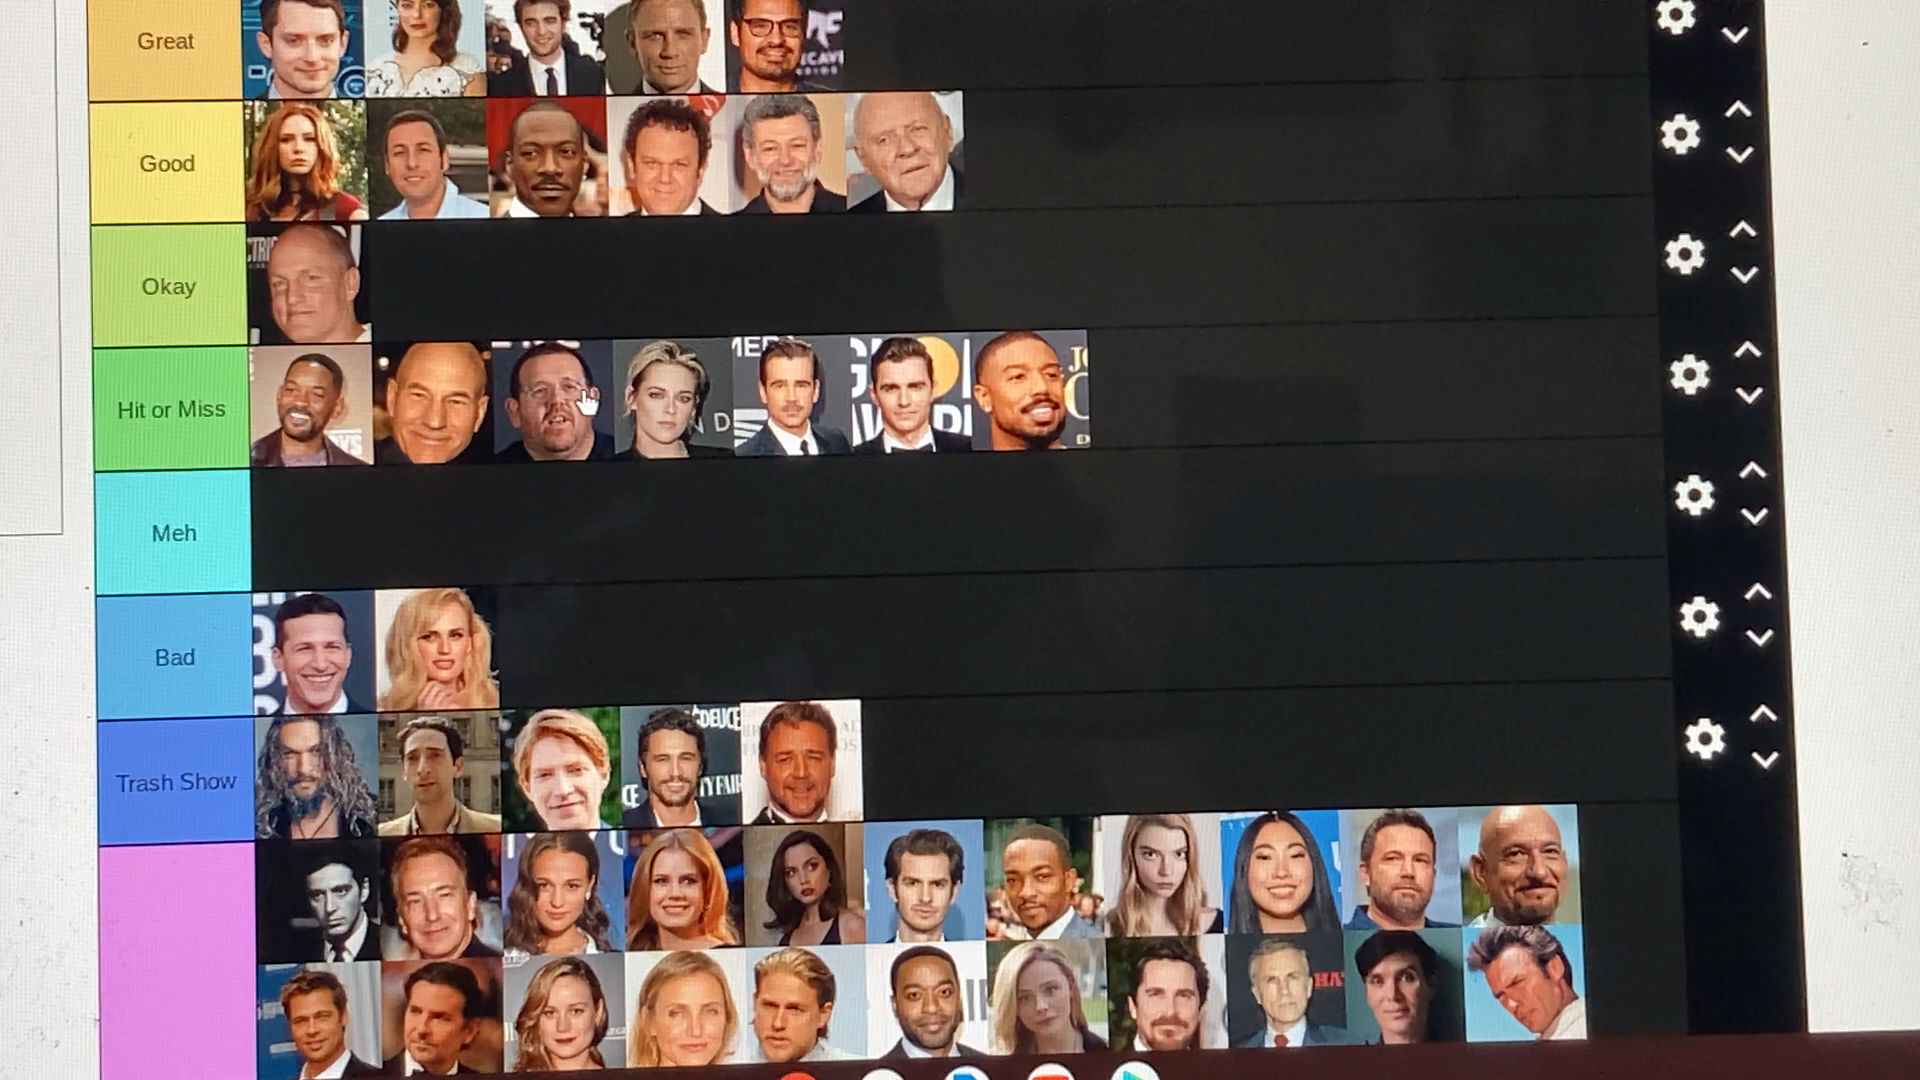 Great
Good
Okay
Hit or Miss
Meh
Bad
Trash Show